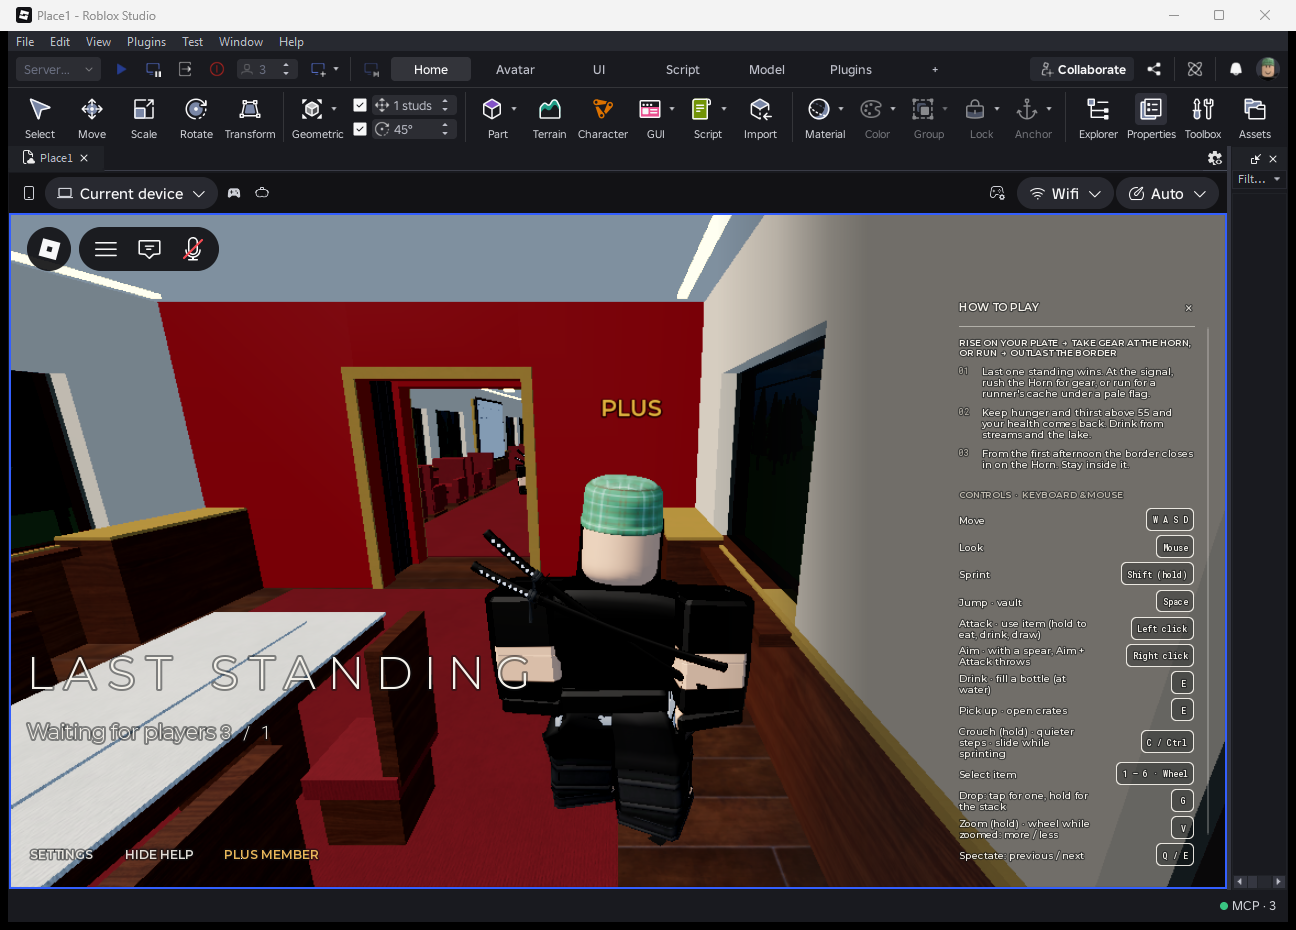 Place1 - Roblox Studio
File Edit View Plugins Test Window Help
Server... 3 Home Avatar UI Script Model Plugins + Collaborate
1 studs
45°
Select Move Scale Rotate Transform Geometric Part Terrain Character GUI Script Import Material Color Group Lock Anchor Explorer Properties Toolbox Assets
Place1
Filt...
Current device Wifi Auto
HOW TO PLAY ×
RISE ON YOUR PLATE → TAKE GEAR AT THE HORN,
OR RUN → OUTLAST THE BORDER
01 Last one standing wins. At the signal,
rush the Horn for gear, or run for a
runner's cache under a pale flag.
02 Keep hunger and thirst above 55 and
your health comes back. Drink from
streams and the lake.
03 From the first afternoon the border closes
in on the Horn. Stay inside it.
CONTROLS · KEYBOARD & MOUSE
Move W A S D
Look Mouse
Sprint Shift (hold)
Jump · vault Space
Attack · use item (hold to
eat, drink, draw) Left click
Aim · with a spear, Aim +
Attack throws Right click
Drink · fill a bottle (at
water) E
Pick up · open crates E
Crouch (hold) · quieter
steps · slide while
sprinting C / Ctrl
Select item 1 – 6 · Wheel
Drop: tap for one, hold for
the stack G
Zoom (hold) · wheel while
zoomed: more / less V
Spectate: previous / next Q / E
PLUS
LAST STANDING
Waiting for players 3 / 1
SETTINGS HIDE HELP PLUS MEMBER
MCP · 3